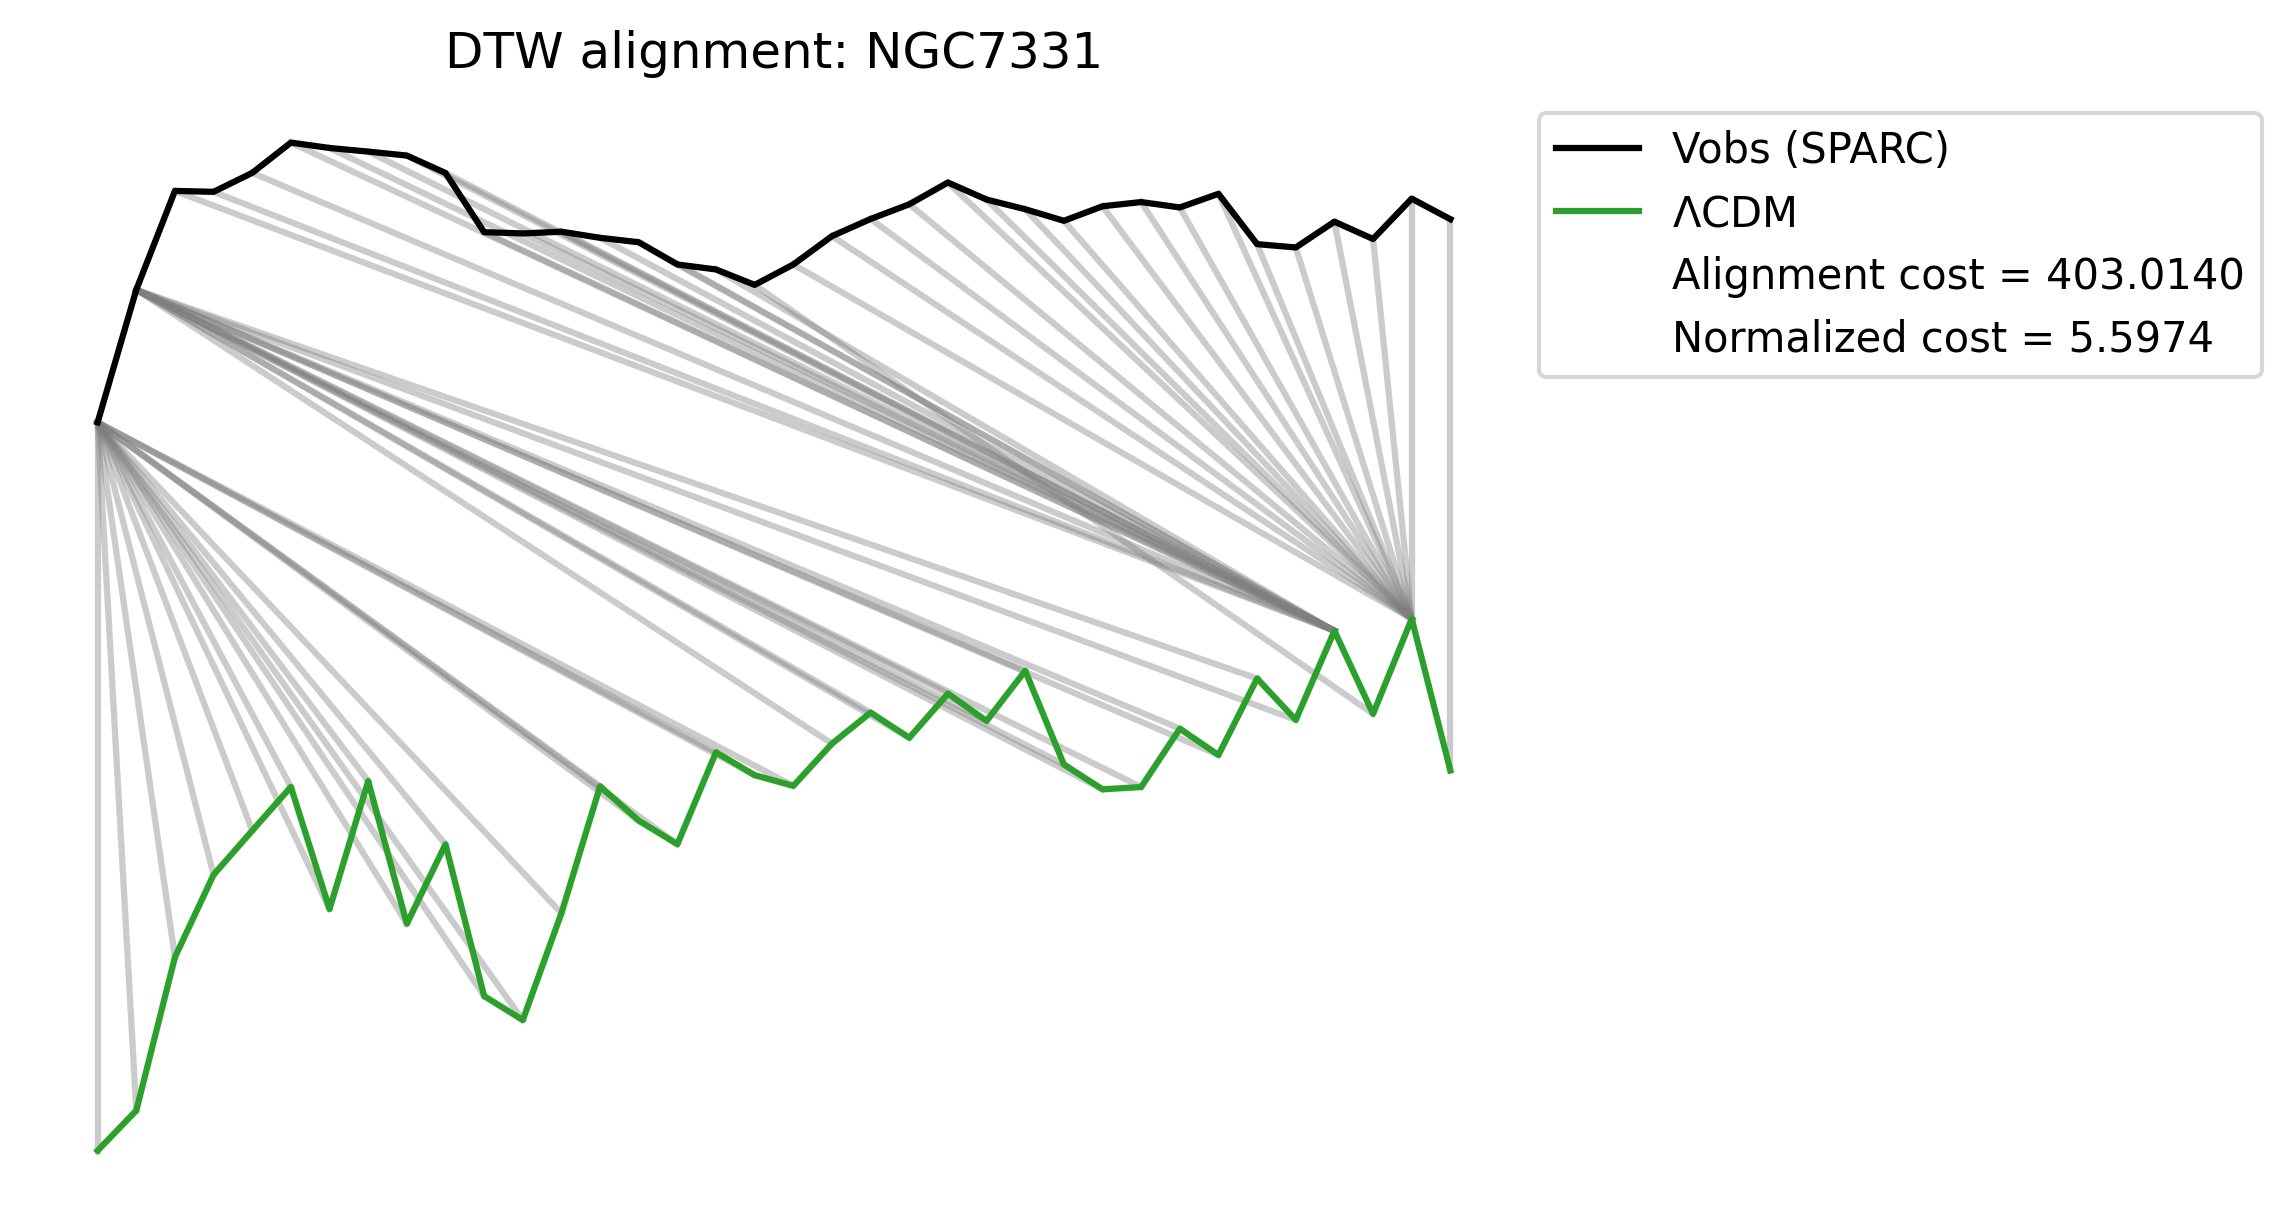 DTW alignment: NGC7331
Vobs (SPARC)
ΛCDM
Alignment cost = 403.0140
Normalized cost = 5.5974